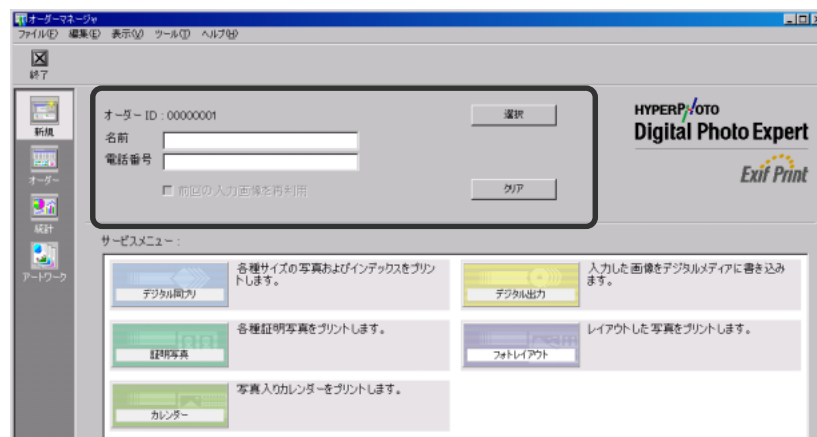 オーダーマネージャ
ファイル(F) 編集(E) 表示(V) ツール(T) ヘルプ(H)
終了
新規
オーダー
統計
アートワーク
オーダー ID : 00000001
選択
名前
電話番号
前回の入力画像を再利用
クリア
HYPERPHOTO
Digital Photo Expert
Exif Print
サービスメニュー :
デジタル同プリ
各種サイズの写真およびインデックスをプリン
トします。
デジタル出力
入力した画像をデジタルメディアに書き込み
ます。
証明写真
各種証明写真をプリントします。
フォトレイアウト
レイアウトした写真をプリントします。
カレンダー
写真入りカレンダーをプリントします。